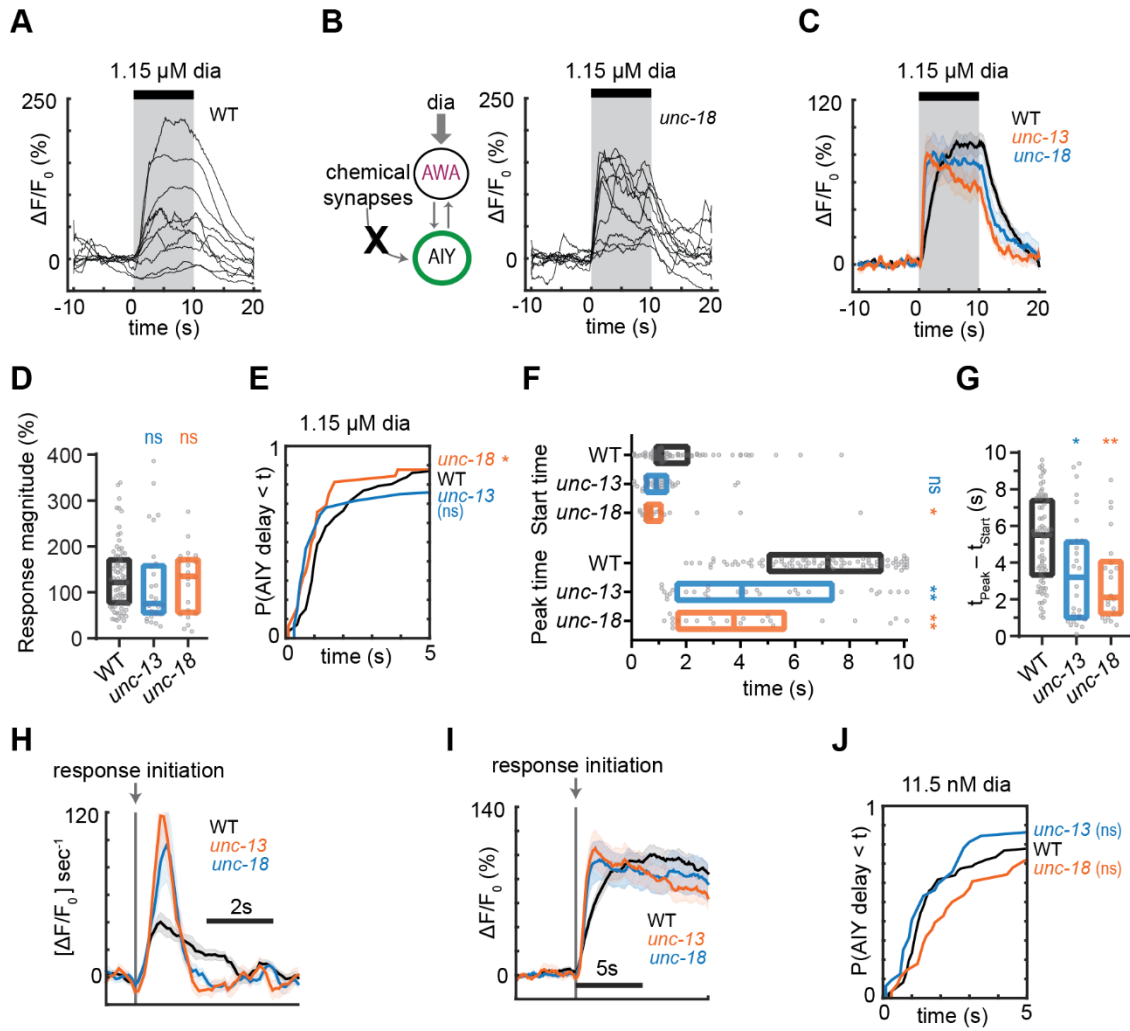 A
1.15 µM dia
250
WT
ΔF/F0 (%)
0
-10 0 10 20
time (s)
B
dia
AWA
chemical
synapses
X
AIY
1.15 µM dia
250
unc-18
ΔF/F0 (%)
0
-10 0 10 20
time (s)
C
1.15 µM dia
120
WT
unc-13
unc-18
ΔF/F0 (%)
0
-10 0 10 20
time (s)
D
Response magnitude (%)
ns ns
400
300
200
100
0
WT
unc-13
unc-18
E
1.15 µM dia
1
P(AIY delay < t)
unc-18 *
WT
unc-13
(ns)
0
0 5
time (s)
F
Start time
WT
unc-13
unc-18
ns
*
Peak time
WT
unc-13
unc-18
**
**
0 2 4 6 8 10
time (s)
G
* **
tPeak – tStart (s)
10
8
6
4
2
0
WT
unc-13
unc-18
H
response initiation
120
WT
unc-13
unc-18
[ΔF/F0 ] sec-1
2s
0
I
response initiation
140
ΔF/F0 (%)
WT
unc-13
unc-18
5s
0
J
11.5 nM dia
1
P(AIY delay < t)
unc-13 (ns)
WT
unc-18 (ns)
0
0 5
time (s)